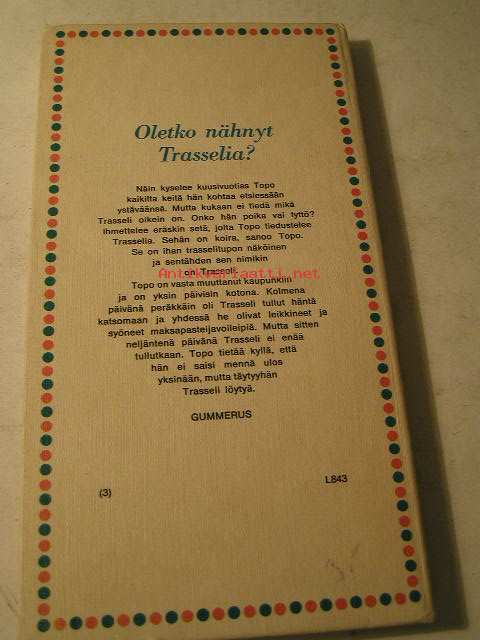 Oletko nähnyt
Trasselia?
Näin kyselee kuusivuotias Topo
kaikilta keitä hän kohtaa etsiessään
ystäväänsä. Mutta kukaan ei tiedä mikä
Trasseli oikein on. Onko hän poika vai tyttö?
ihmettelee eräskin setä, jolta Topo tiedustelee
Trasselia. Sehän on koira, sanoo Topo.
Se on ihan trasselitupon näköinen
ja sentähden sen nimikin
on Trasseli.
Antikvariaatti.net
Topo on vasta muuttanut kaupunkiin
ja on yksin päivisin kotona. Kolmena
päivänä peräkkäin oli Trasseli tullut häntä
katsomaan ja yhdessä he olivat leikkineet ja
syöneet maksapasteijavoileipiä. Mutta sitten
neljäntenä päivänä Trasseli ei enää
tullutkaan. Topo tietää kyllä, että
hän ei saisi mennä ulos
yksinään, mutta täytyyhän
Trasseli löytyä.
GUMMERUS
(3)
L843